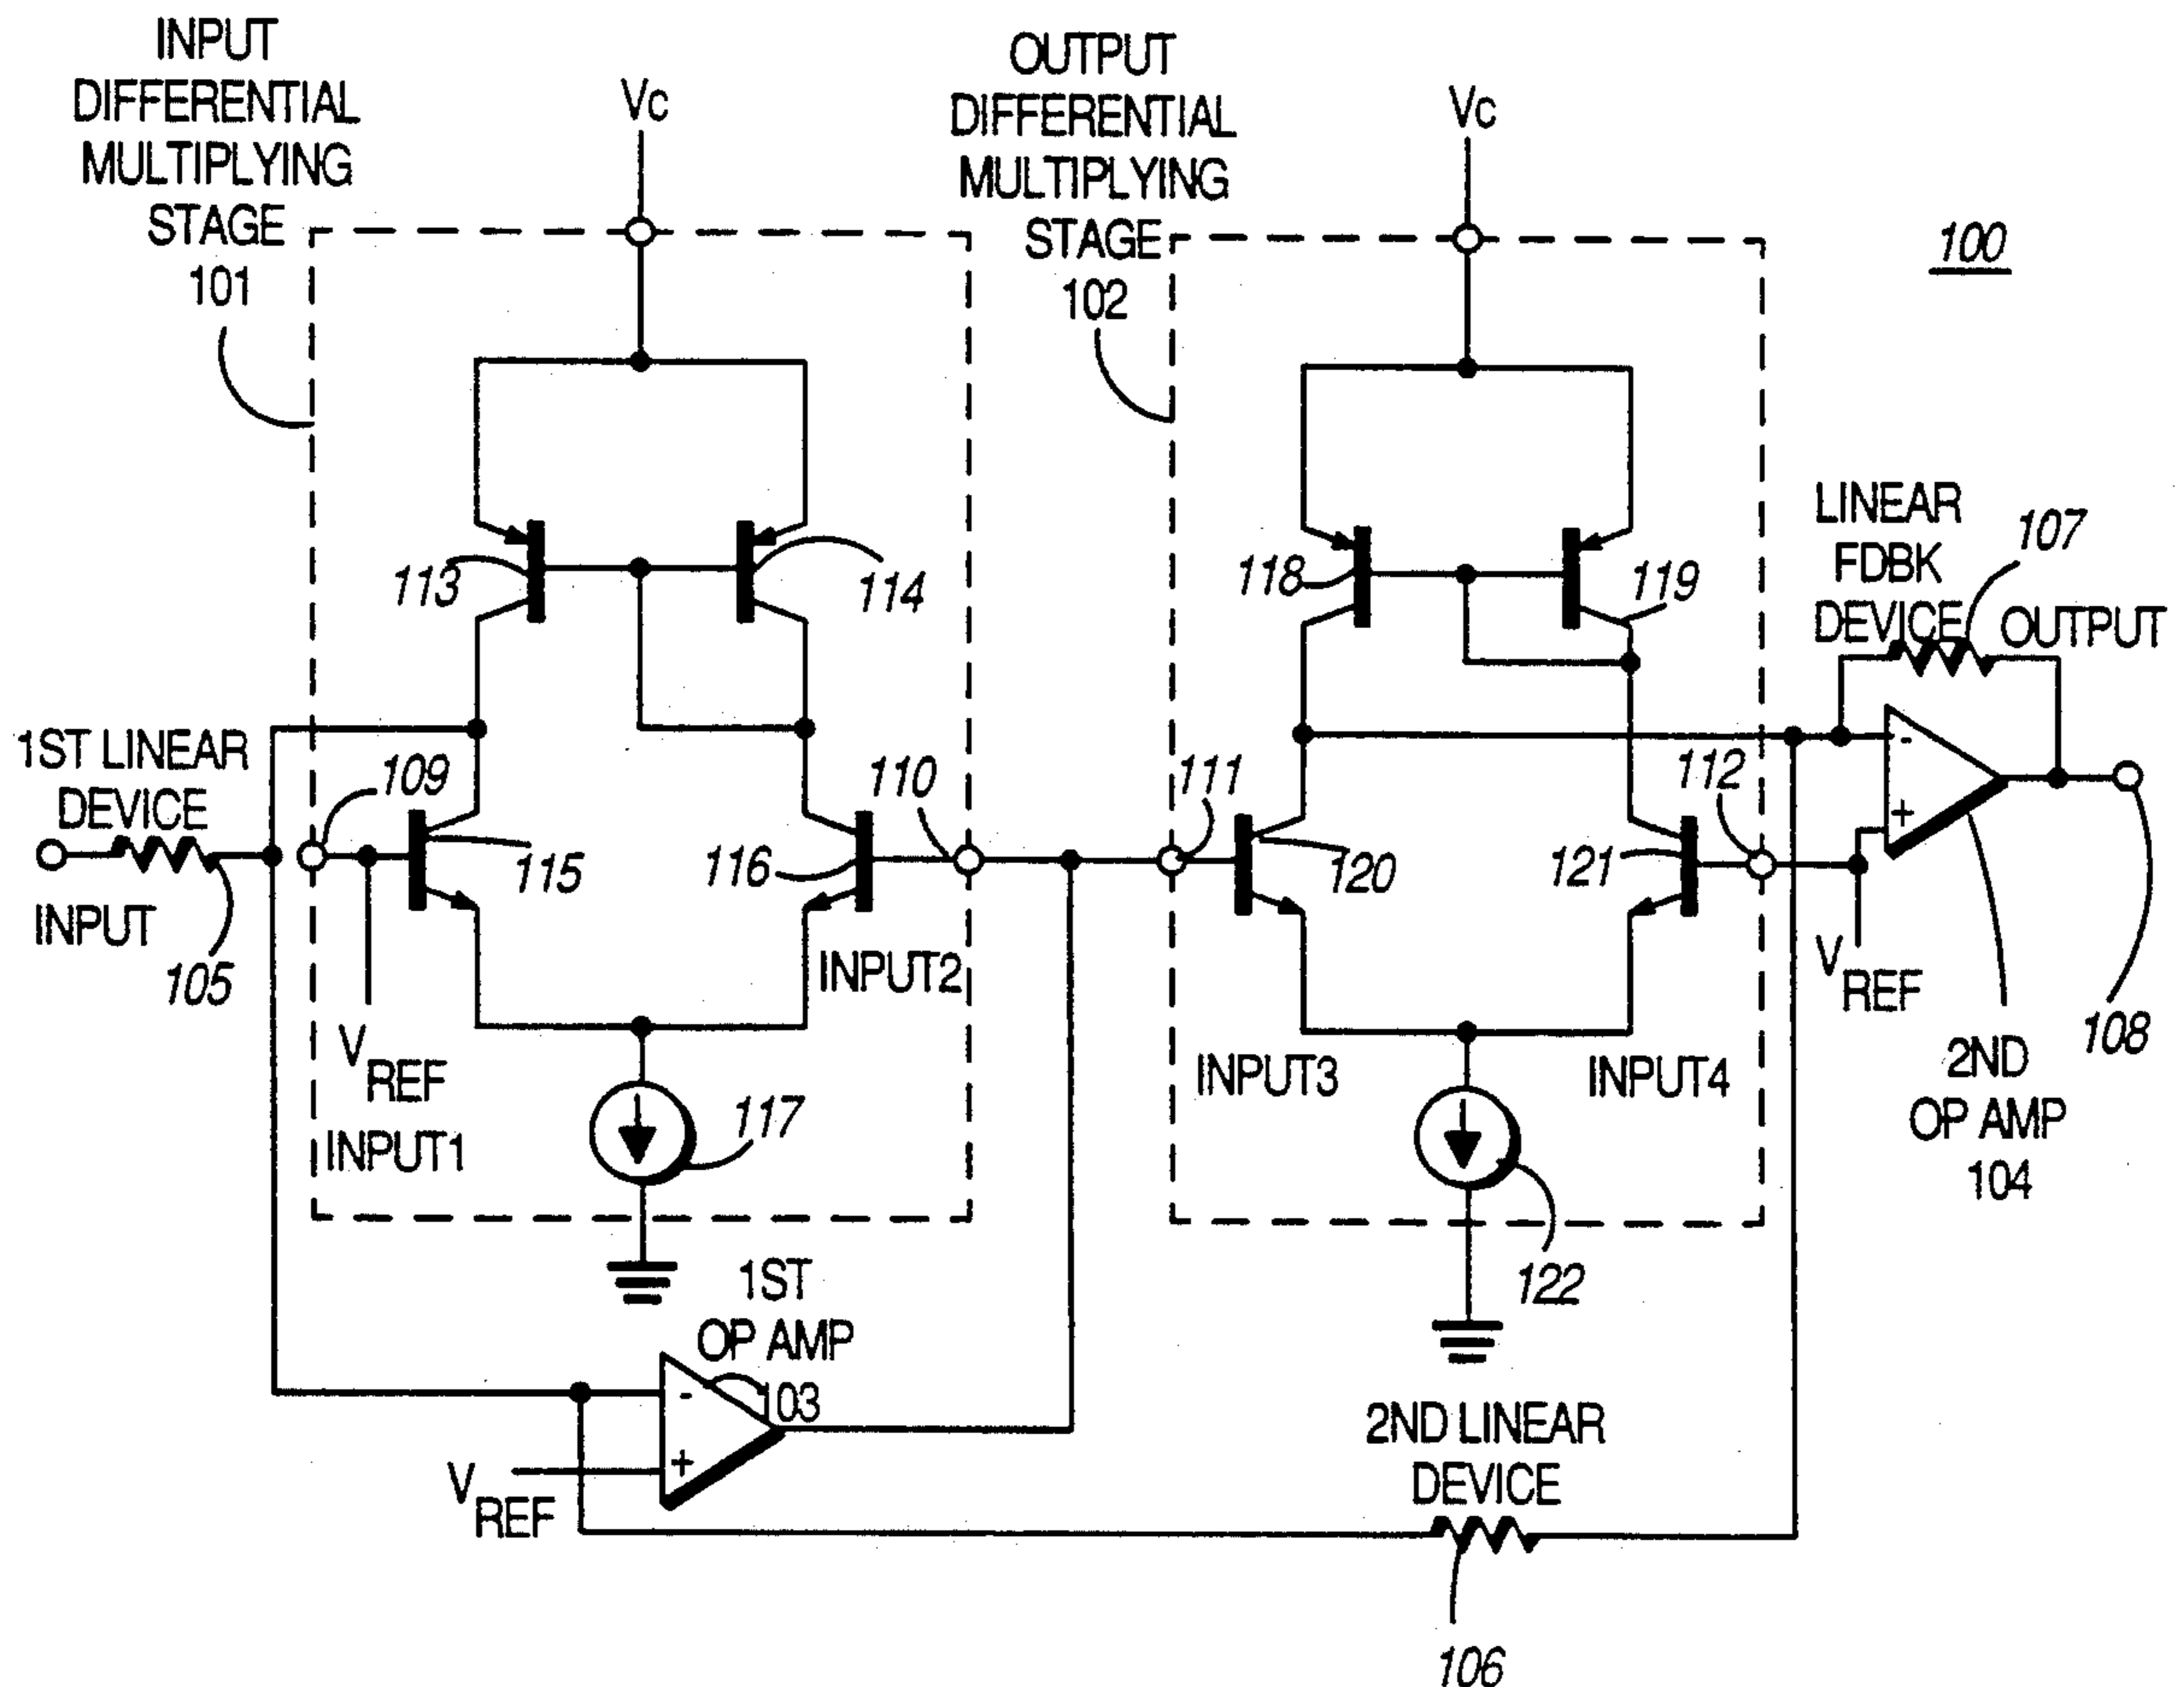 INPUT
DIFFERENTIAL
MULTIPLYING
STAGE
101
VC
OUTPUT
DIFFERENTIAL
MULTIPLYING
STAGE
102
VC
100
113
114
118
119
LINEAR
FDBK
DEVICE
107
OUTPUT
1ST LINEAR
DEVICE
INPUT
105
109
115
116
110
INPUT2
VREF
INPUT1
117
111
120
121
112
INPUT3
INPUT4
122
-
+
VREF
108
2ND
OP AMP
104
1ST
OP AMP
103
-
+
VREF
2ND LINEAR
DEVICE
106